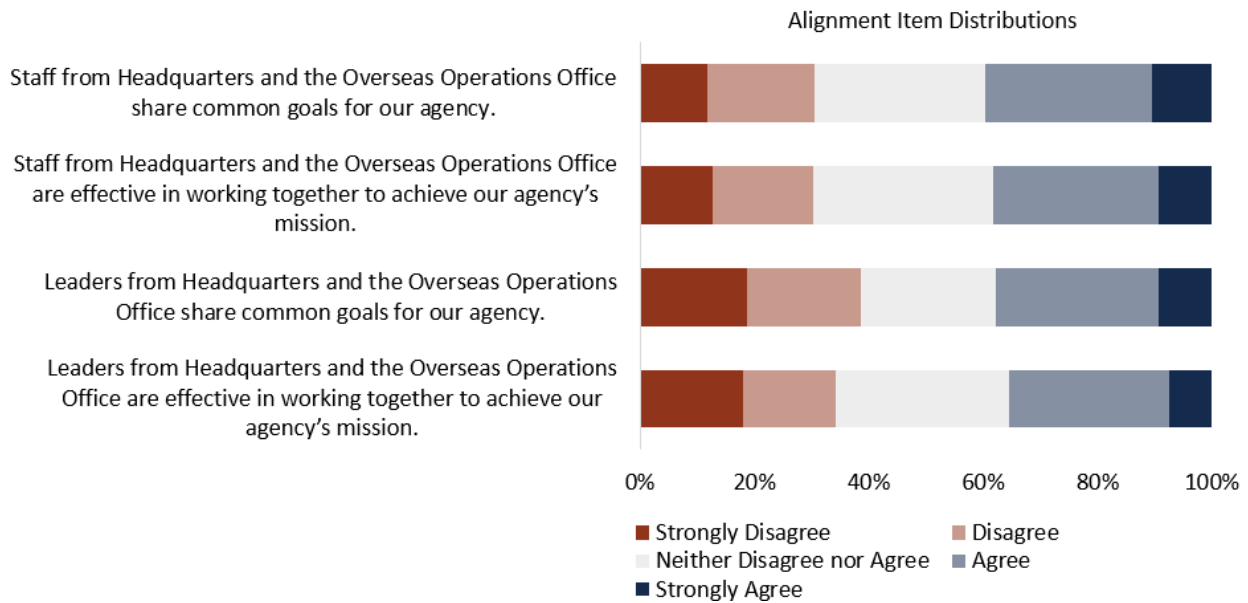 Alignment Item Distributions
Staff from Headquarters and the Overseas Operations Office
share common goals for our agency.
Staff from Headquarters and the Overseas Operations Office
are effective in working together to achieve our agency’s
mission.
Leaders from Headquarters and the Overseas Operations
Office share common goals for our agency.
Leaders from Headquarters and the Overseas Operations
Office are effective in working together to achieve our
agency’s mission.
0% 20% 40% 60% 80% 100%
Strongly Disagree Disagree
Neither Disagree nor Agree Agree
Strongly Agree